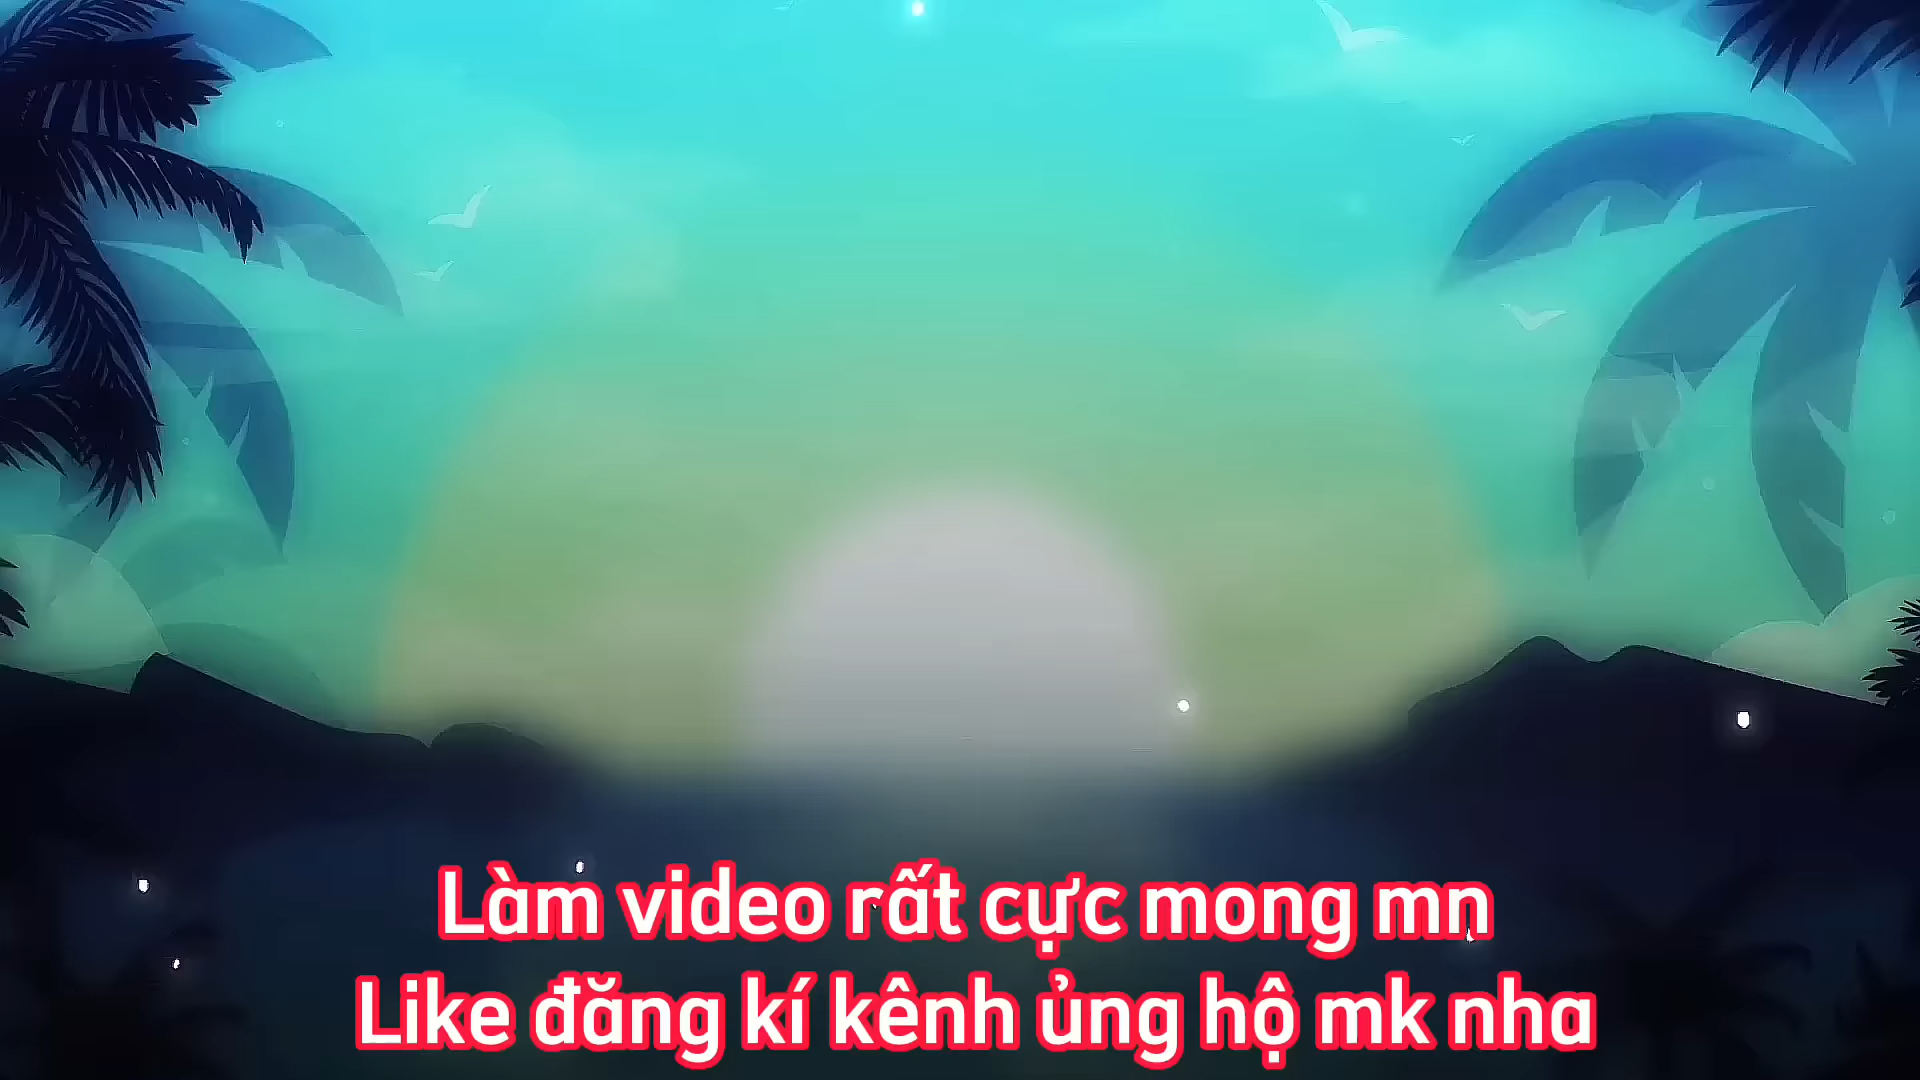 Làm video rất cực mong mn
Like đăng kí kênh ủng hộ mk nha